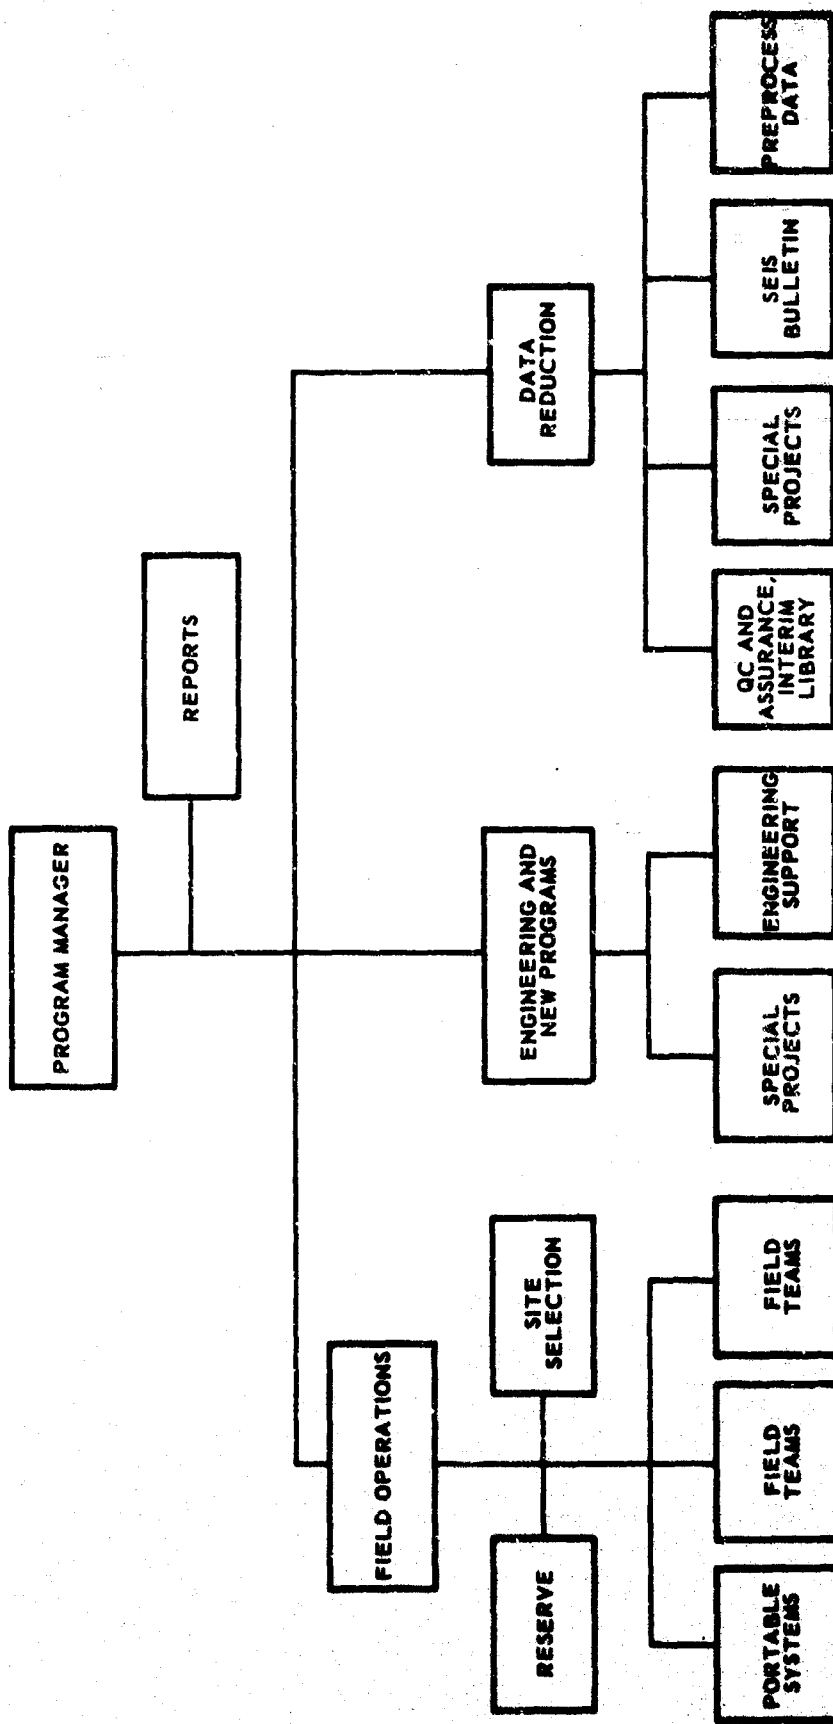 PROGRAM MANAGER
REPORTS
FIELD OPERATIONS
RESERVE
SITE
SELECTION
ENGINEERING AND
NEW PROGRAMS
DATA
REDUCTION
PORTABLE
SYSTEMS
FIELD
TEAMS
FIELD
TEAMS
SPECIAL
PROJECTS
ENGINEERING
SUPPORT
QC AND
ASSURANCE,
INTERIM
LIBRARY
SPECIAL
PROJECTS
SEIS
BULLETIN
PREPROCESS
DATA